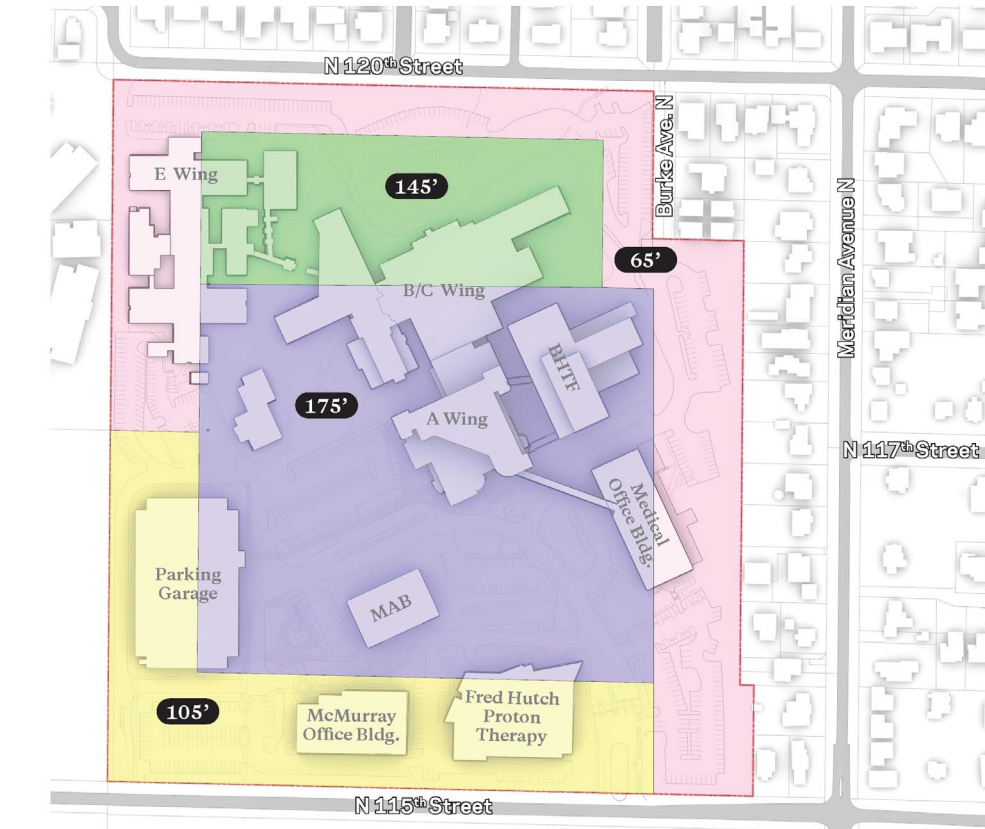 N 120th Street
Burke Ave. N
E Wing
145’
Meridian Avenue N
65’
B/C Wing
BHTF
175’
A Wing
N 117th Street
Medical
Office Bldg.
Parking
Garage
MAB
105’
McMurray
Office Bldg.
Fred Hutch
Proton
Therapy
N 115th Street